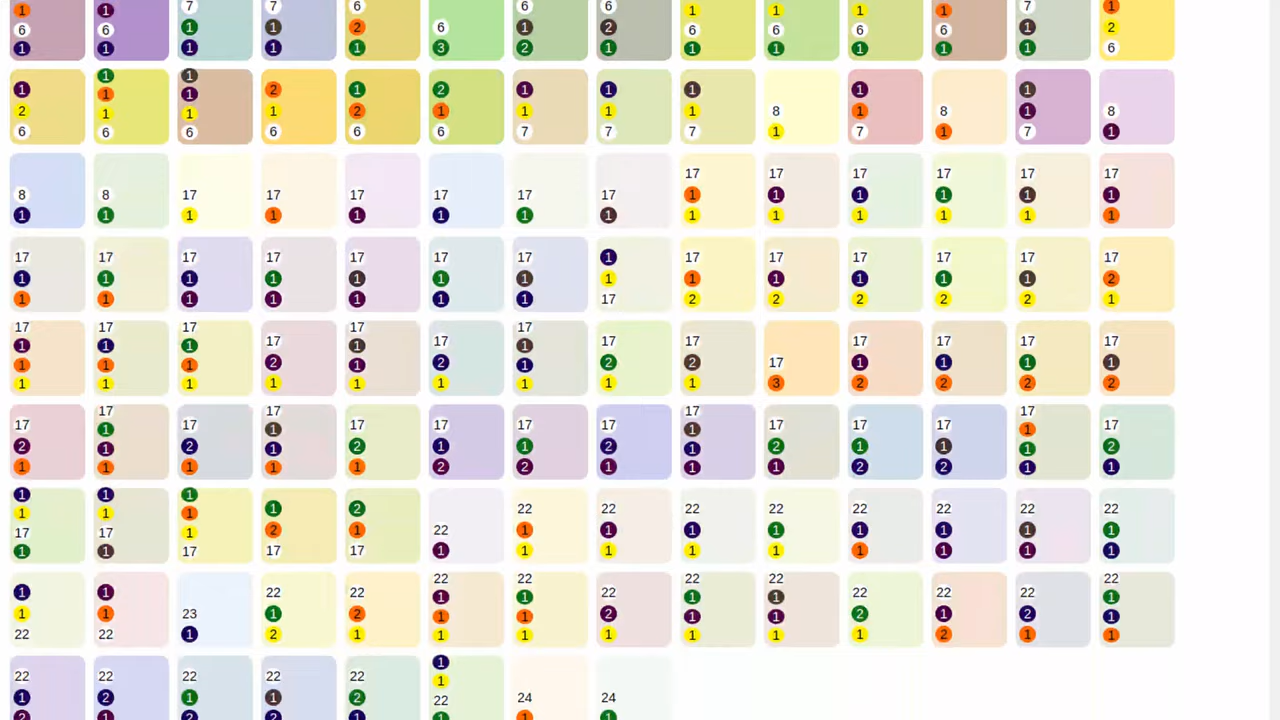 1 6 1
1 6 1
7 1 1
7 1 1
6 2 1
6 3
6 1 2
6 2 1
1 6 1
1 6 1
1 6 1
1 6 1
7 1 1
1 2 6
1 2 6
1 1 1 6
1 1 1 6
2 1 6
1 2 6
2 1 6
1 1 7
1 1 7
1 1 7
8 1
1 1 7
8 1
1 1 7
8 1
8 1
8 1
17 1
17 1
17 1
17 1
17 1
17 1
17 1 1
17 1 1
17 1 1
17 1 1
17 1 1
17 1 1
17 1 1
17 1 1
17 1 1
17 1 1
17 1 1
17 1 1
17 1 1
1 1 17
17 1 2
17 1 2
17 1 2
17 1 2
17 1 2
17 2 1
17 1 1 1
17 1 1 1
17 1 1 1
17 2 1
17 1 1 1
17 2 1
17 1 1 1
17 2 1
17 2 1
17 3
17 1 2
17 1 2
17 1 2
17 1 2
17 2 1
17 1 1 1
17 2 1
17 1 1 1
17 2 1
17 1 2
17 1 2
17 2 1
17 1 1 1
17 2 1
17 1 2
17 1 2
17 1 1 1
17 2 1
1 1 17 1
1 1 17 1
1 1 1 17
1 2 17
2 1 17
22 1
22 1 1
22 1 1
22 1 1
22 1 1
22 1 1
22 1 1
22 1 1
22 1 1
1 1 22
1 1 22
23 1
22 1 2
22 2 1
22 1 1 1
22 1 1 1
22 2 1
22 1 1 1
22 1 1 1
22 2 1
22 1 2
22 2 1
22 1 1 1
22 1 2
22 2 1
22 1 2
22 1 2
22 2 1
1 1 22 1
24 1
24 1